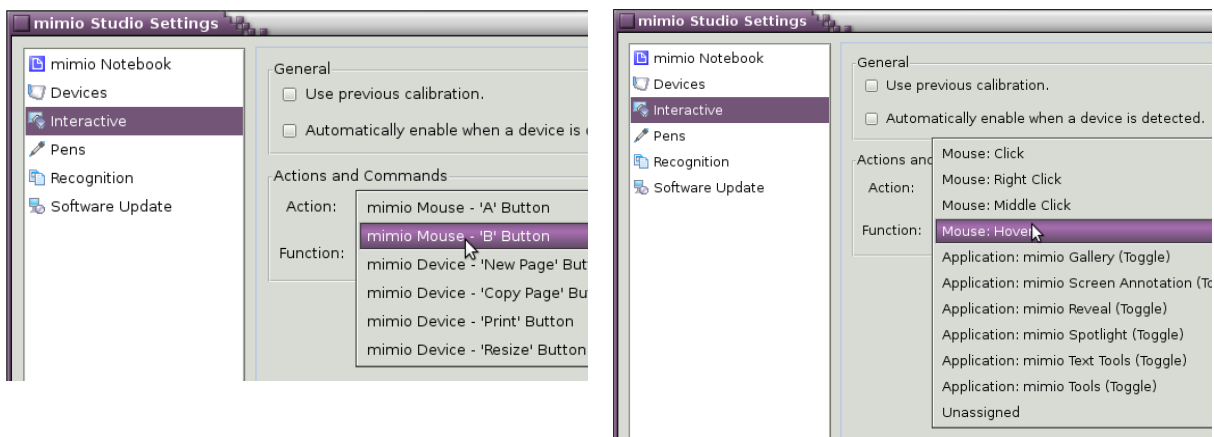 mimio Studio Settings
mimio Notebook
Devices
Interactive
Pens
Recognition
Software Update
General
Use previous calibration.
Automatically enable when a device is
Actions and Commands
Action:
mimio Mouse - 'A' Button
mimio Mouse - 'B' Button
Function:
mimio Device - 'New Page' But
mimio Device - 'Copy Page' Bu
mimio Device - 'Print' Button
mimio Device - 'Resize' Button
mimio Studio Settings
mimio Notebook
Devices
Interactive
Pens
Recognition
Software Update
General
Use previous calibration.
Automatically enable when a device is detected.
Actions and
Action:
Function:
Mouse: Click
Mouse: Right Click
Mouse: Middle Click
Mouse: Hover
Application: mimio Gallery (Toggle)
Application: mimio Screen Annotation (To
Application: mimio Reveal (Toggle)
Application: mimio Spotlight (Toggle)
Application: mimio Text Tools (Toggle)
Application: mimio Tools (Toggle)
Unassigned